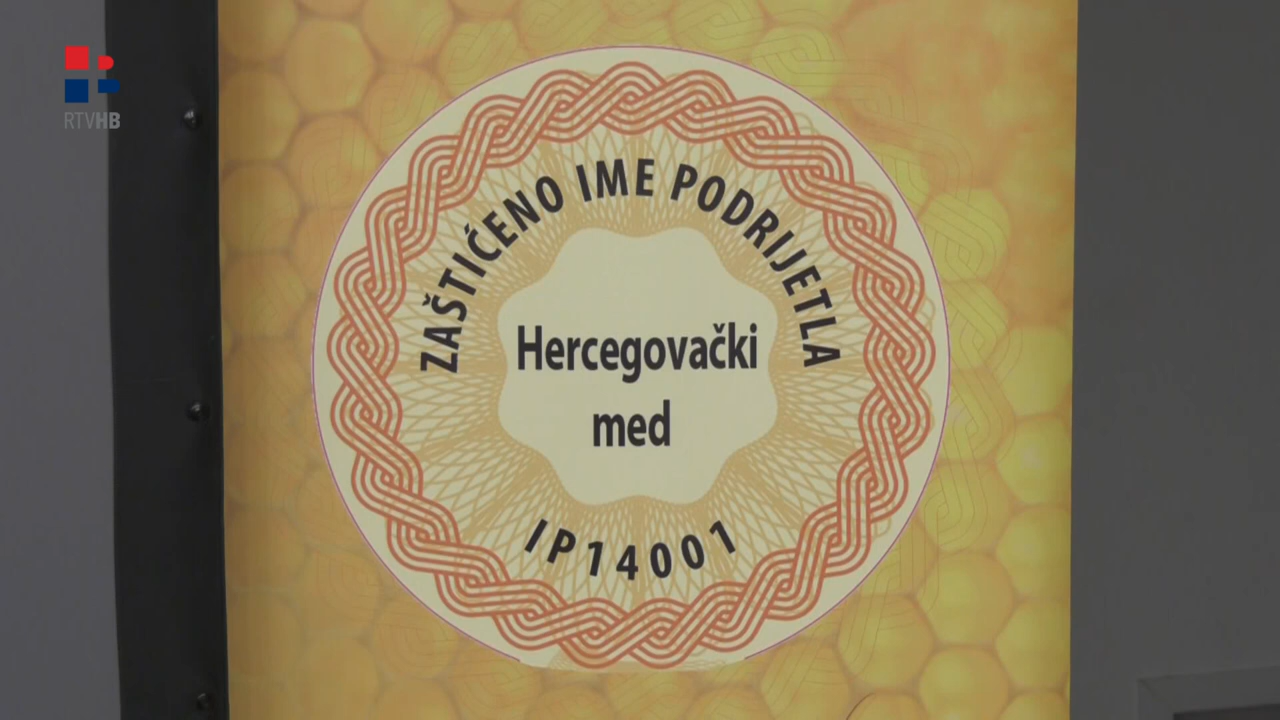 RTVHB
ZAŠTIĆENO IME PODRIJETLA
Hercegovački
med
IP14001